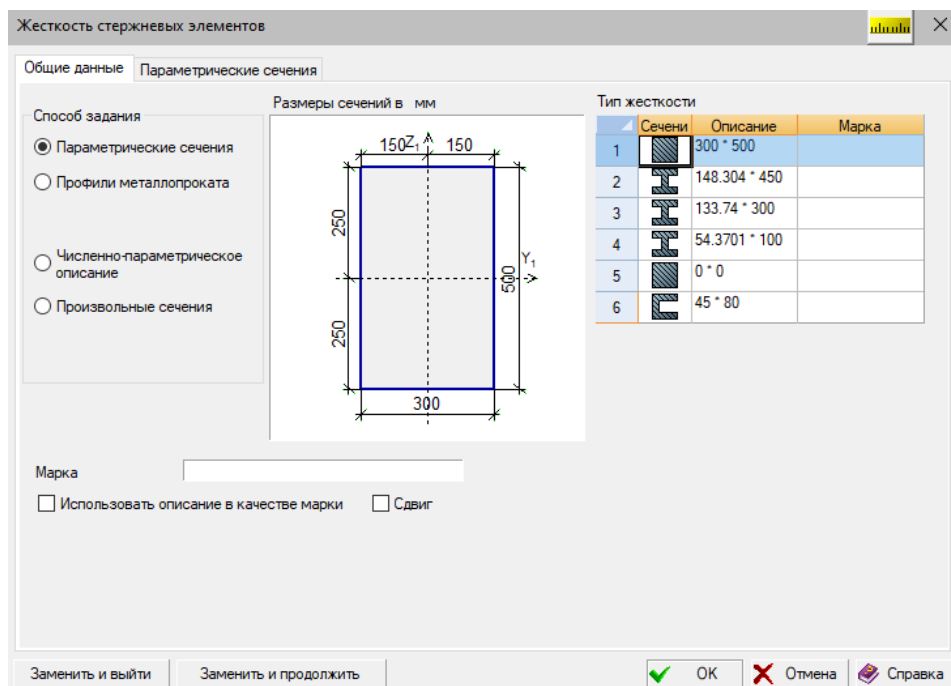 Жесткость стержневых элементов
Общие данные
Параметрические сечения
Способ задания
Параметрические сечения
Профили металлопроката
Численно-параметрическое
описание
Произвольные сечения
Размеры сечений в мм
150 Z1 150
250
Y1
500
250
300
Тип жесткости
Сечени Описание Марка
1 300 * 500
2 148.304 * 450
3 133.74 * 300
4 54.3701 * 100
5 0 * 0
6 45 * 80
Марка
Использовать описание в качестве марки
Сдвиг
Заменить и выйти
Заменить и продолжить
OK
Отмена
Справка